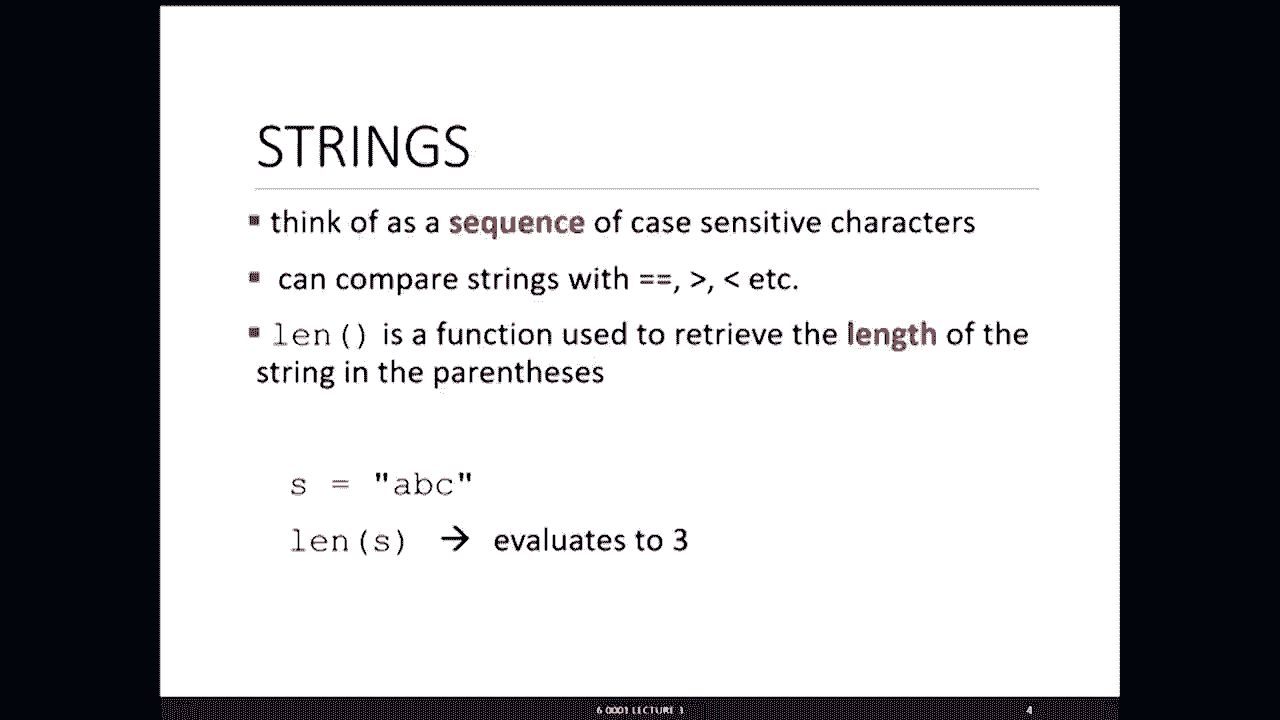 STRINGS
▪ think of as a sequence of case sensitive characters
▪ can compare strings with ==, >, < etc.
▪ len() is a function used to retrieve the length of the
string in the parentheses
s = "abc"
len(s) → evaluates to 3
6.0001 LECTURE 3
4